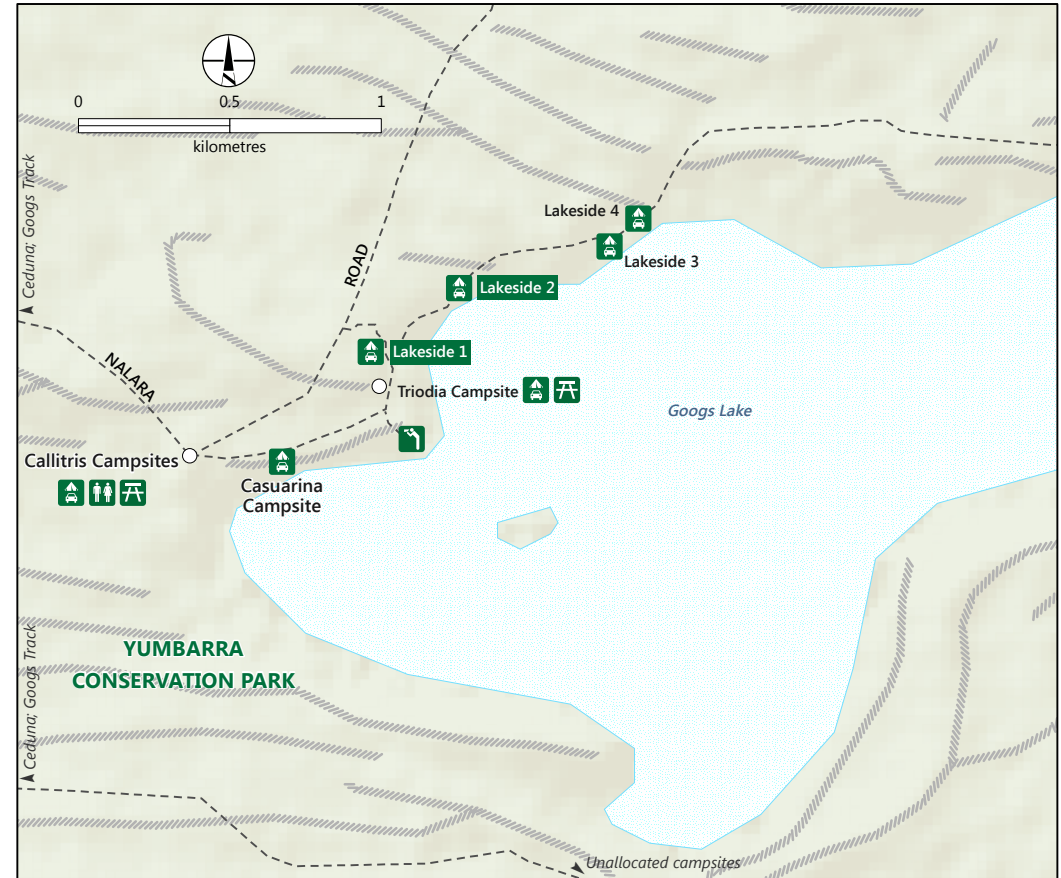 0 0.5 1
kilometres
Ceduna; Googs Track
ROAD
NALARA
Lakeside 4
Lakeside 3
Lakeside 2
Lakeside 1
Triodia Campsite
Googs Lake
Callitris Campsites
Casuarina
Campsite
YUMBARRA
CONSERVATION PARK
Ceduna; Googs Track
Unallocated campsites